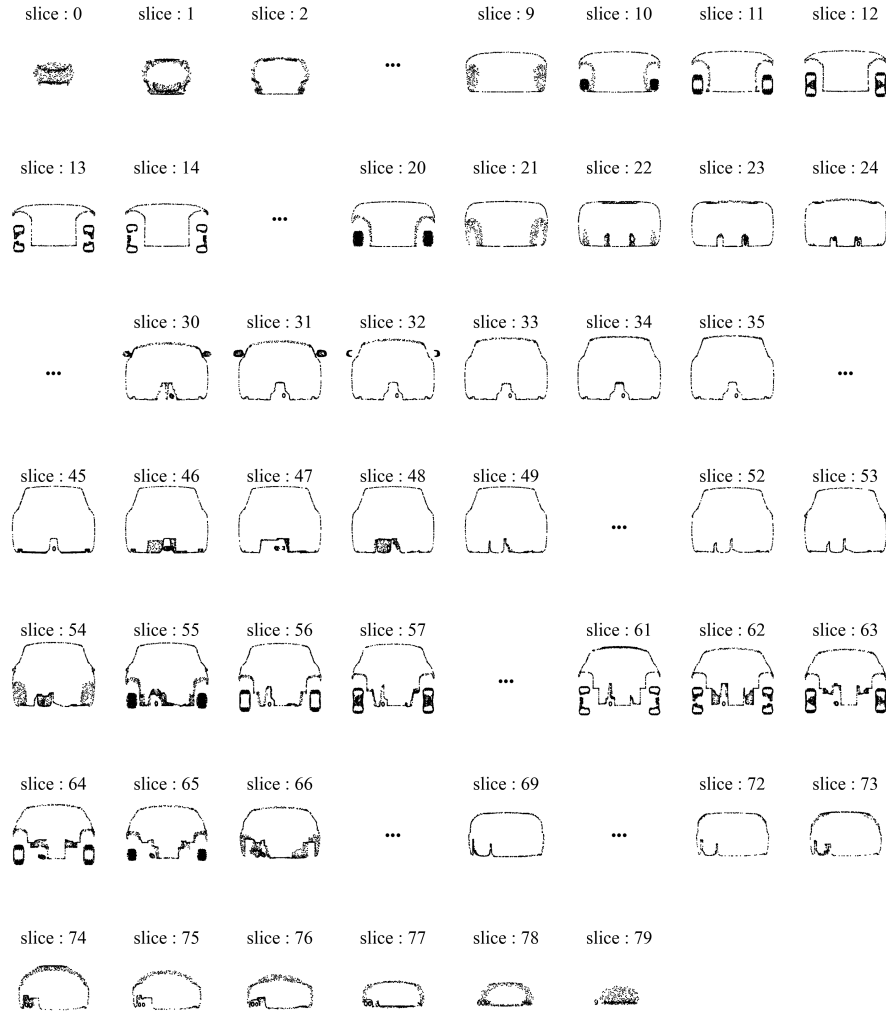 slice : 0 slice : 1 slice : 2 ... slice : 9 slice : 10 slice : 11 slice : 12
slice : 13 slice : 14 ... slice : 20 slice : 21 slice : 22 slice : 23 slice : 24
... slice : 30 slice : 31 slice : 32 slice : 33 slice : 34 slice : 35 ...
slice : 45 slice : 46 slice : 47 slice : 48 slice : 49 ... slice : 52 slice : 53
slice : 54 slice : 55 slice : 56 slice : 57 ... slice : 61 slice : 62 slice : 63
slice : 64 slice : 65 slice : 66 ... slice : 69 ... slice : 72 slice : 73
slice : 74 slice : 75 slice : 76 slice : 77 slice : 78 slice : 79